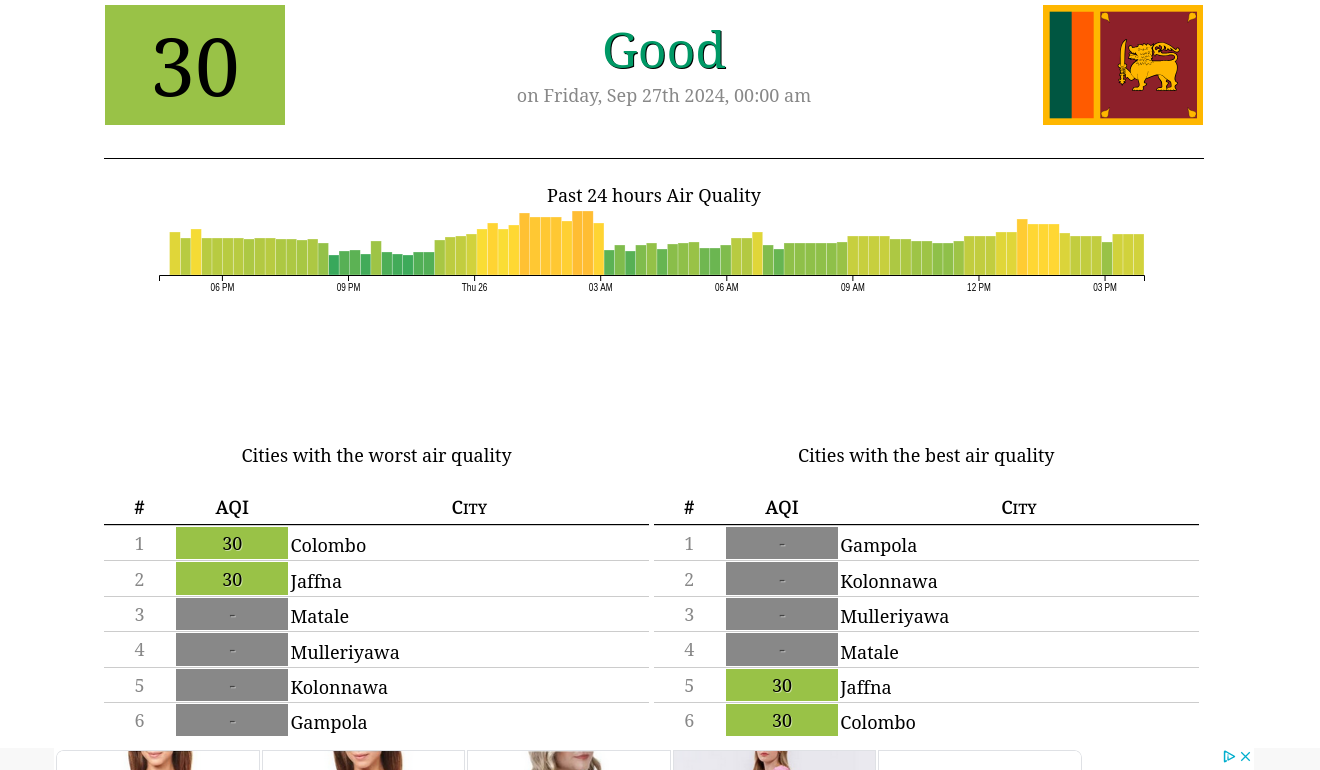 30
Good
on Friday, Sep 27th 2024, 00:00 am
Past 24 hours Air Quality
06 PM 09 PM Thu 26 03 AM 06 AM 09 AM 12 PM 03 PM
Cities with the worst air quality
# AQI City
1 30 Colombo
2 30 Jaffna
3 - Matale
4 - Mulleriyawa
5 - Kolonnawa
6 - Gampola
Cities with the best air quality
# AQI City
1 - Gampola
2 - Kolonnawa
3 - Mulleriyawa
4 - Matale
5 30 Jaffna
6 30 Colombo